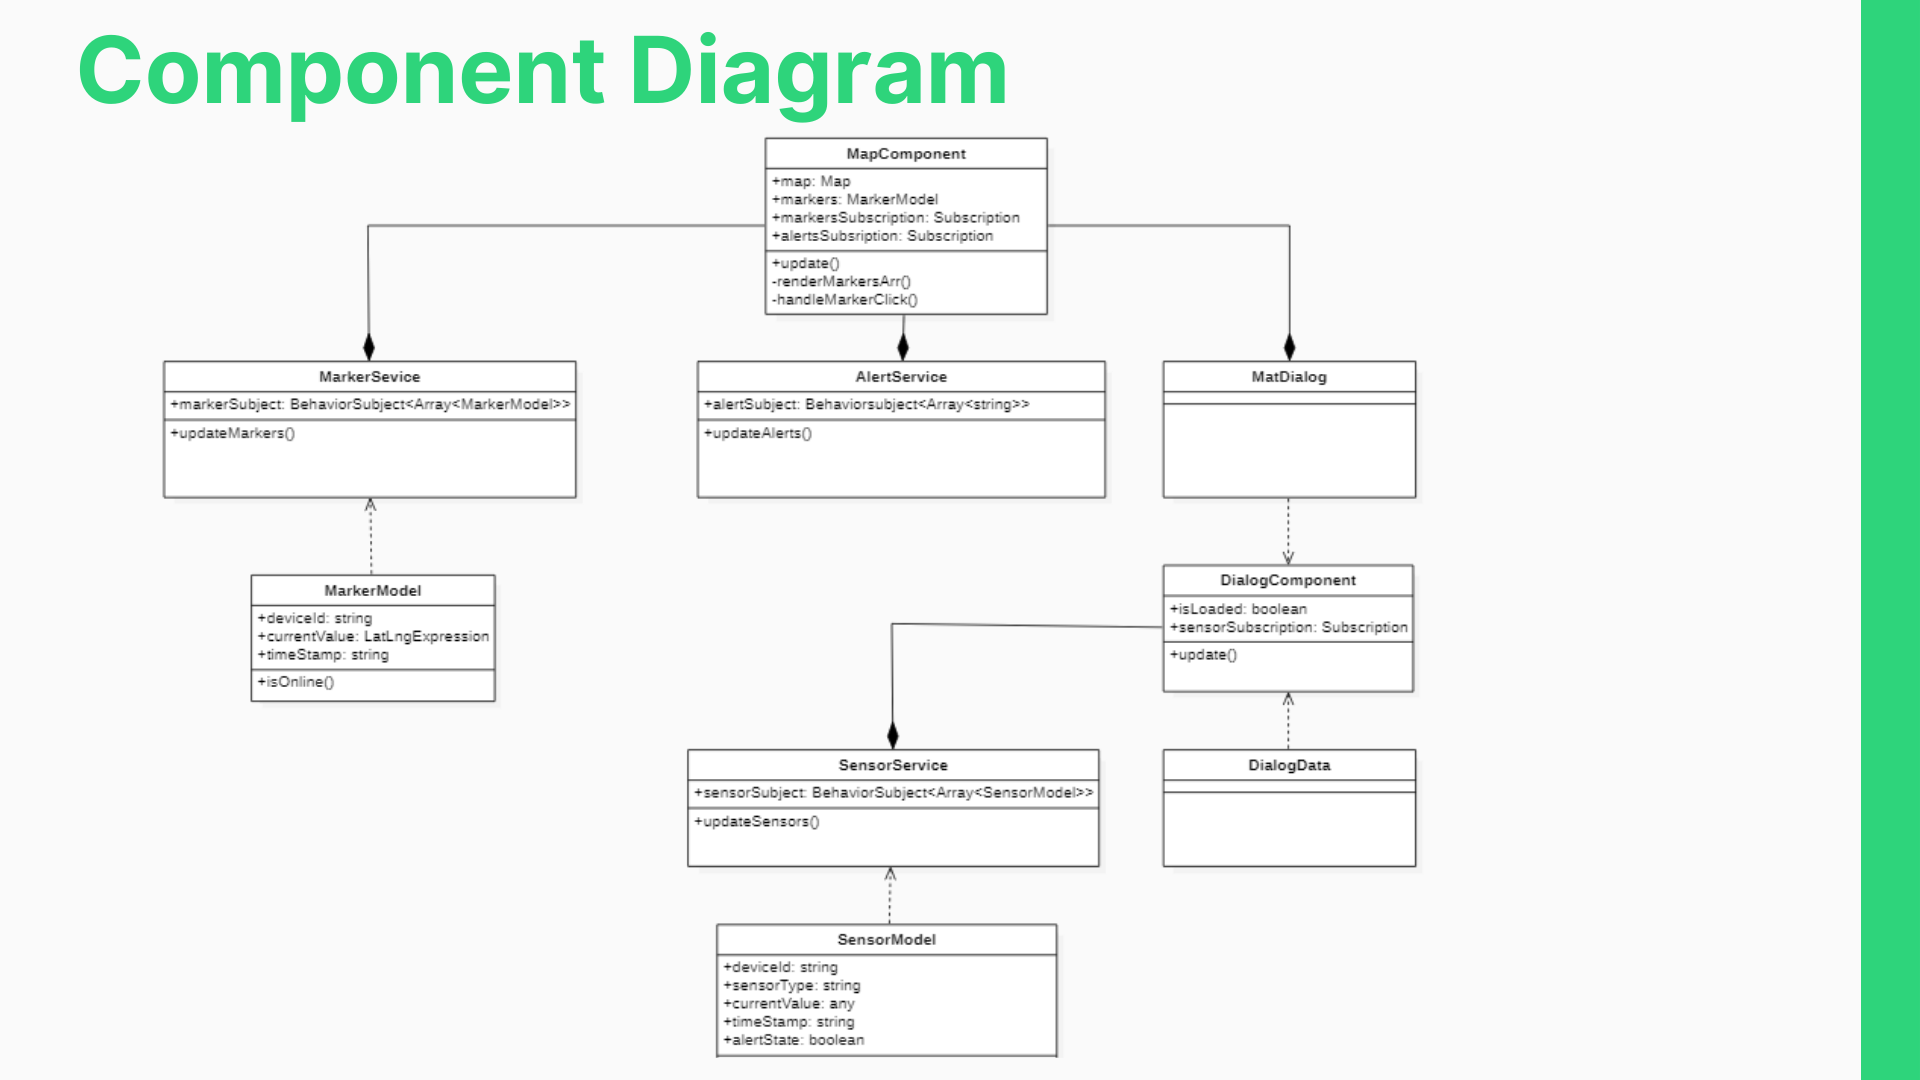 Component Diagram
MapComponent
+map: Map
+markers: MarkerModel
+markersSubscription: Subscription
+alertsSubsription: Subscription
+update()
-renderMarkersArr()
-handleMarkerClick()
MarkerSevice
+markerSubject: BehaviorSubject<Array<MarkerModel>>
+updateMarkers()
AlertService
+alertSubject: Behaviorsubject<Array<string>>
+updateAlerts()
MatDialog
MarkerModel
+deviceId: string
+currentValue: LatLngExpression
+timeStamp: string
+isOnline()
DialogComponent
+isLoaded: boolean
+sensorSubscription: Subscription
+update()
SensorService
+sensorSubject: BehaviorSubject<Array<SensorModel>>
+updateSensors()
DialogData
SensorModel
+deviceId: string
+sensorType: string
+currentValue: any
+timeStamp: string
+alertState: boolean